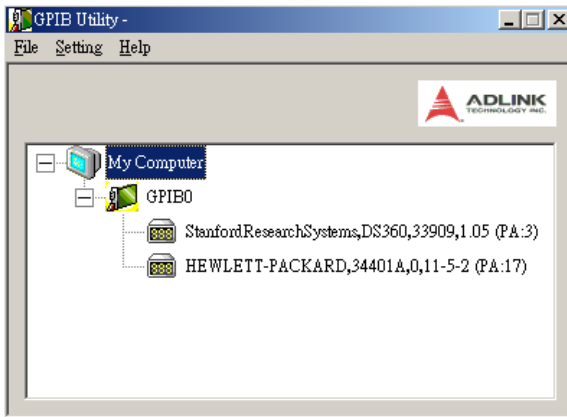 GPIB Utility -
File Setting Help
ADLINK
TECHNOLOGY INC.
My Computer
GPIB0
StanfordResearchSystems,DS360,33909,1.05 (PA:3)
HEWLETT-PACKARD,34401A,0,11-5-2 (PA:17)